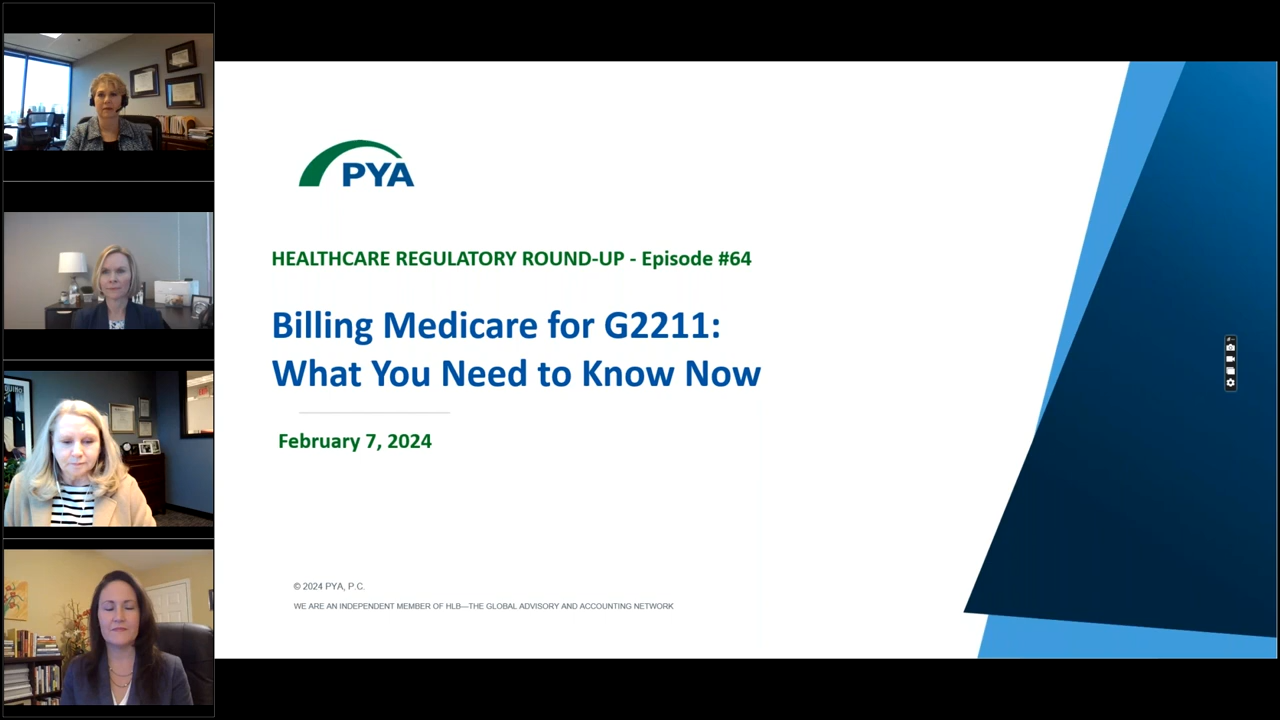 PYA
HEALTHCARE REGULATORY ROUND-UP - Episode #64
Billing Medicare for G2211:
What You Need to Know Now
February 7, 2024
© 2024 PYA, P.C.
WE ARE AN INDEPENDENT MEMBER OF HLB—THE GLOBAL ADVISORY AND ACCOUNTING NETWORK